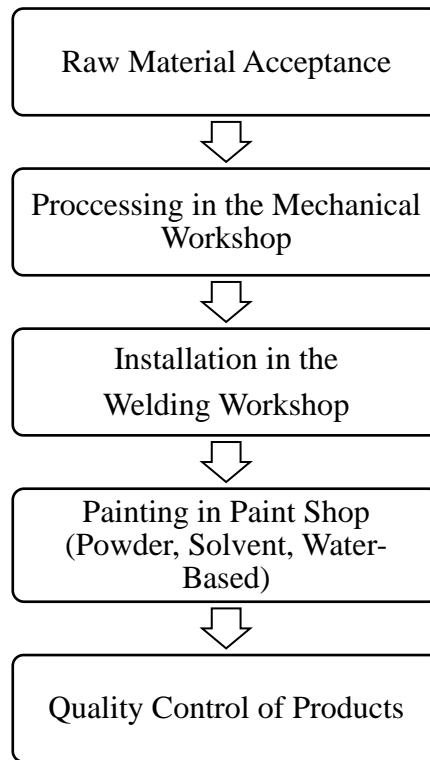 Raw Material Acceptance
Proccessing in the Mechanical
Workshop
Installation in the
Welding Workshop
Painting in Paint Shop
(Powder, Solvent, Water-
Based)
Quality Control of Products